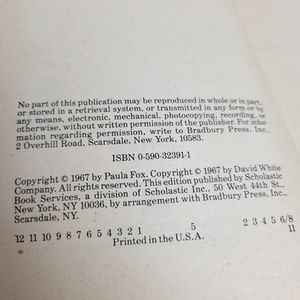 No part of this publication may be reproduced in whole or in part,
or stored in a retrieval system, or transmitted in any form or by
any means, electronic, mechanical, photocopying, recording, or
otherwise, without written permission of the publisher. For infor-
mation regarding permission, write to Bradbury Press, Inc.,
2 Overhill Road, Scarsdale, New York, 10583.
ISBN 0-590-32391-1
Copyright © 1967 by Paula Fox. Copyright © 1967 by David White
Company. All rights reserved. This edition published by Scholastic
Book Services, a division of Scholastic Inc., 50 West 44th St.,
New York, NY 10036, by arrangement with Bradbury Press, Inc.,
Scarsdale, NY.
12 11 10 9 8 7 6 5 4 3 2 1 5 2 3 4 5 6/8
Printed in the U.S.A. 11